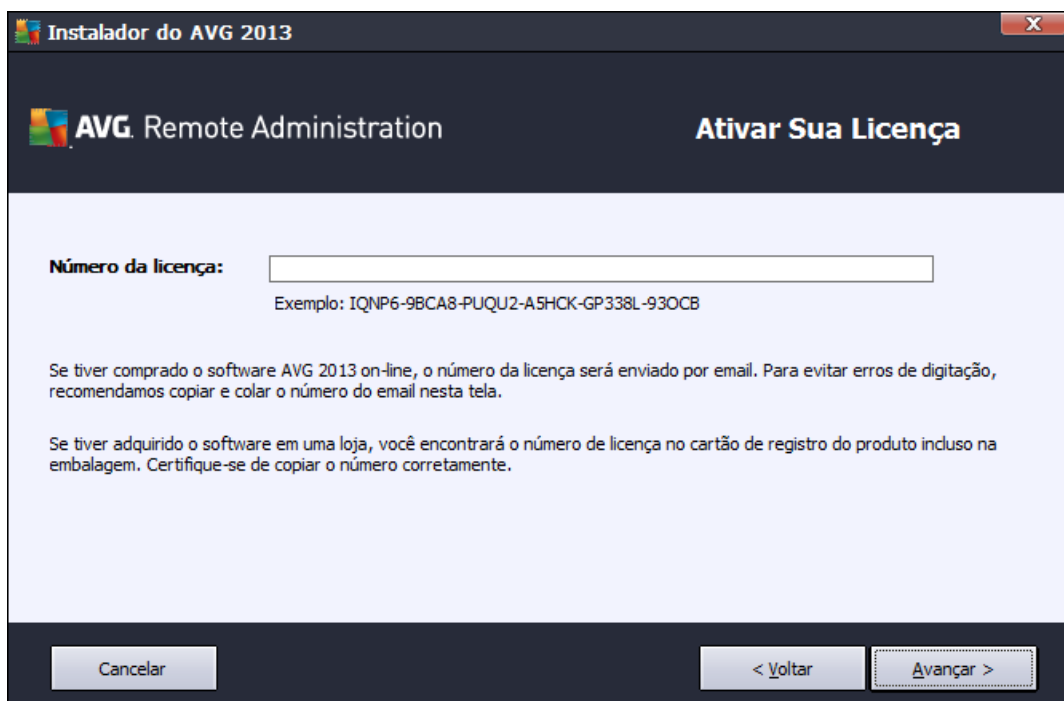 Instalador do AVG 2013
X
AVG. Remote Administration
Ativar Sua Licença
Número da licença:
Exemplo: IQNP6-9BCA8-PUQU2-A5HCK-GP338L-93OCB
Se tiver comprado o software AVG 2013 on-line, o número da licença será enviado por email. Para evitar erros de digitação,
recomendamos copiar e colar o número do email nesta tela.
Se tiver adquirido o software em uma loja, você encontrará o número de licença no cartão de registro do produto incluso na
embalagem. Certifique-se de copiar o número corretamente.
Cancelar
< Voltar
Avançar >